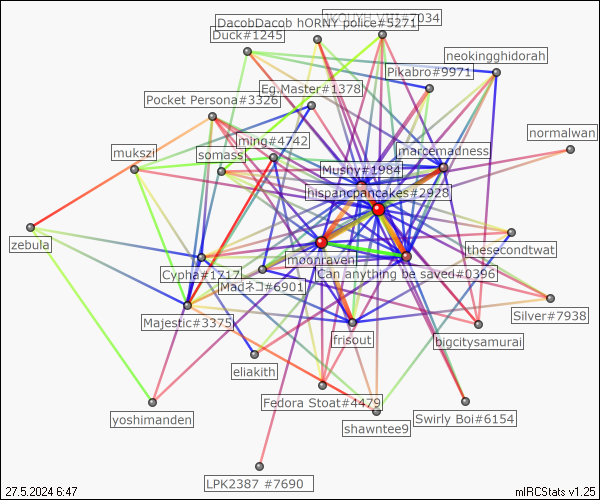 #7034
DacobDacob hORNY police#5271
Duck#1245
neokingghidorah
Pikabro#9971
Eg.Master#1378
Pocket Persona#3326
normalwan
ming#4742
marcemadness
mukszi
somass
Mushy#1984
hispancpancakes#2928
zebula
thesecondtwat
moonraven
Cypha#1717
Can anything be saved#0396
Madネコ#6901
Silver#7938
Majestic#3375
frisout
bigcitysamurai
eliakith
Fedora Stoat#4479
yoshimanden
Swirly Boi#6154
shawntee9
LPK2387 #7690
27.5.2024 6:47
mIRCStats v1.25